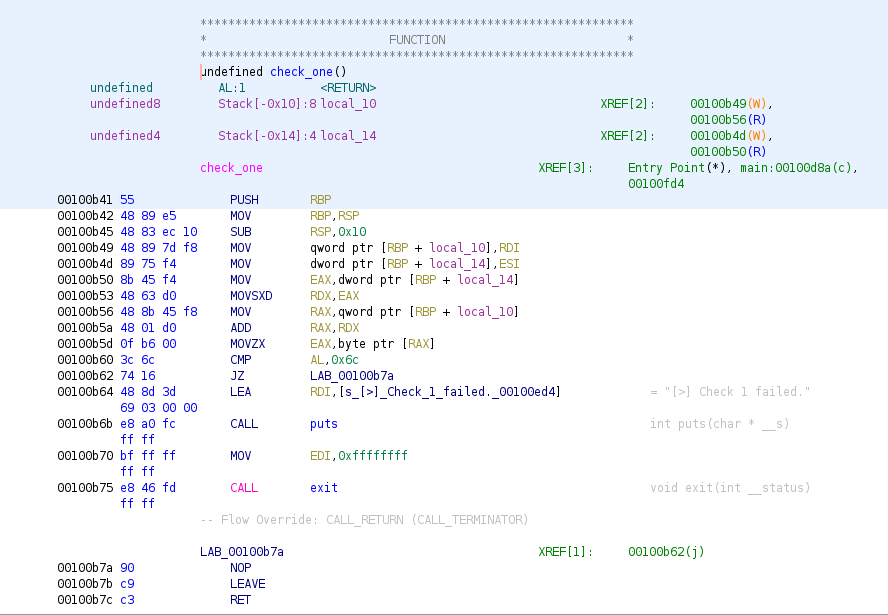 **************************************************************
* FUNCTION *
**************************************************************
undefined check_one()
undefined AL:1 <RETURN>
undefined8 Stack[-0x10]:8 local_10 XREF[2]: 00100b49(W),
00100b56(R)
undefined4 Stack[-0x14]:4 local_14 XREF[2]: 00100b4d(W),
00100b50(R)
check_one XREF[3]: Entry Point(*), main:00100d8a(c),
00100fd4
00100b41 55 PUSH RBP
00100b42 48 89 e5 MOV RBP,RSP
00100b45 48 83 ec 10 SUB RSP,0x10
00100b49 48 89 7d f8 MOV qword ptr [RBP + local_10],RDI
00100b4d 89 75 f4 MOV dword ptr [RBP + local_14],ESI
00100b50 8b 45 f4 MOV EAX,dword ptr [RBP + local_14]
00100b53 48 63 d0 MOVSXD RDX,EAX
00100b56 48 8b 45 f8 MOV RAX,qword ptr [RBP + local_10]
00100b5a 48 01 d0 ADD RAX,RDX
00100b5d 0f b6 00 MOVZX EAX,byte ptr [RAX]
00100b60 3c 6c CMP AL,0x6c
00100b62 74 16 JZ LAB_00100b7a
00100b64 48 8d 3d LEA RDI,[s_[>]_Check_1_failed._00100ed4] = "[>] Check 1 failed."
69 03 00 00
00100b6b e8 a0 fc CALL puts int puts(char * __s)
ff ff
00100b70 bf ff ff MOV EDI,0xffffffff
ff ff
00100b75 e8 46 fd CALL exit void exit(int __status)
ff ff
-- Flow Override: CALL_RETURN (CALL_TERMINATOR)
LAB_00100b7a XREF[1]: 00100b62(j)
00100b7a 90 NOP
00100b7b c9 LEAVE
00100b7c c3 RET